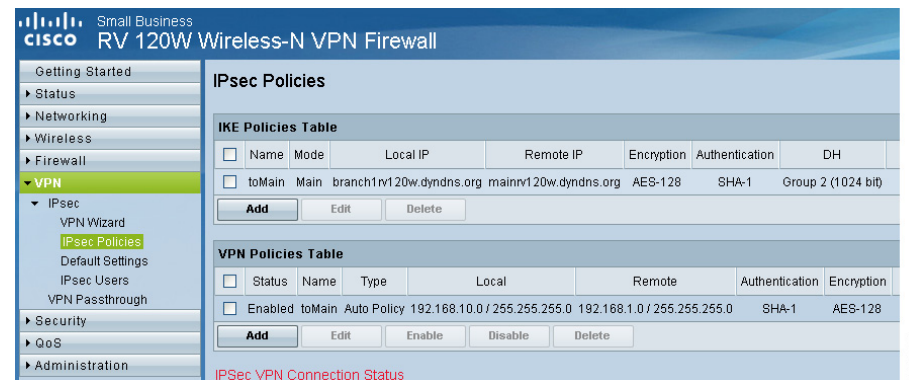 Small Business
CISCO RV 120W Wireless-N VPN Firewall
Getting Started
Status
Networking
Wireless
Firewall
VPN
IPsec
VPN Wizard
IPsec Policies
Default Settings
IPsec Users
VPN Passthrough
Security
QoS
Administration
IPsec Policies
IKE Policies Table
Name Mode Local IP Remote IP Encryption Authentication DH
toMain Main branch1rv120w.dyndns.org mainrv120w.dyndns.org AES-128 SHA-1 Group 2 (1024 bit)
Add Edit Delete
VPN Policies Table
Status Name Type Local Remote Authentication Encryption
Enabled toMain Auto Policy 192.168.10.0 / 255.255.255.0 192.168.1.0 / 255.255.255.0 SHA-1 AES-128
Add Edit Enable Disable Delete
IPSec VPN Connection Status